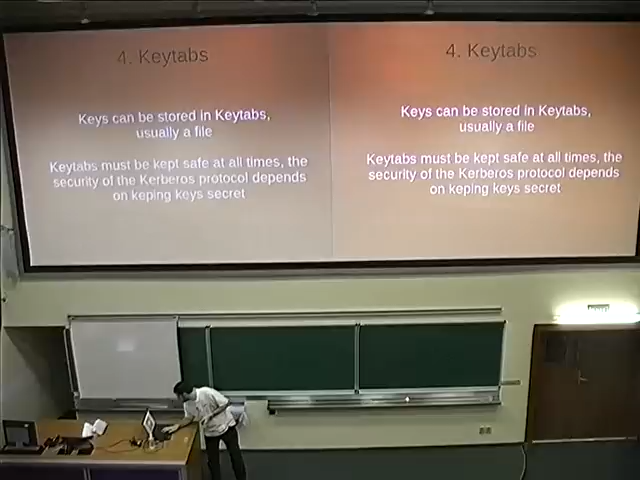 4. Keytabs
Keys can be stored in Keytabs,
usually a file
Keytabs must be kept safe at all times, the
security of the Kerberos protocol depends
on keping keys secret
4. Keytabs
Keys can be stored in Keytabs,
usually a file
Keytabs must be kept safe at all times, the
security of the Kerberos protocol depends
on keping keys secret